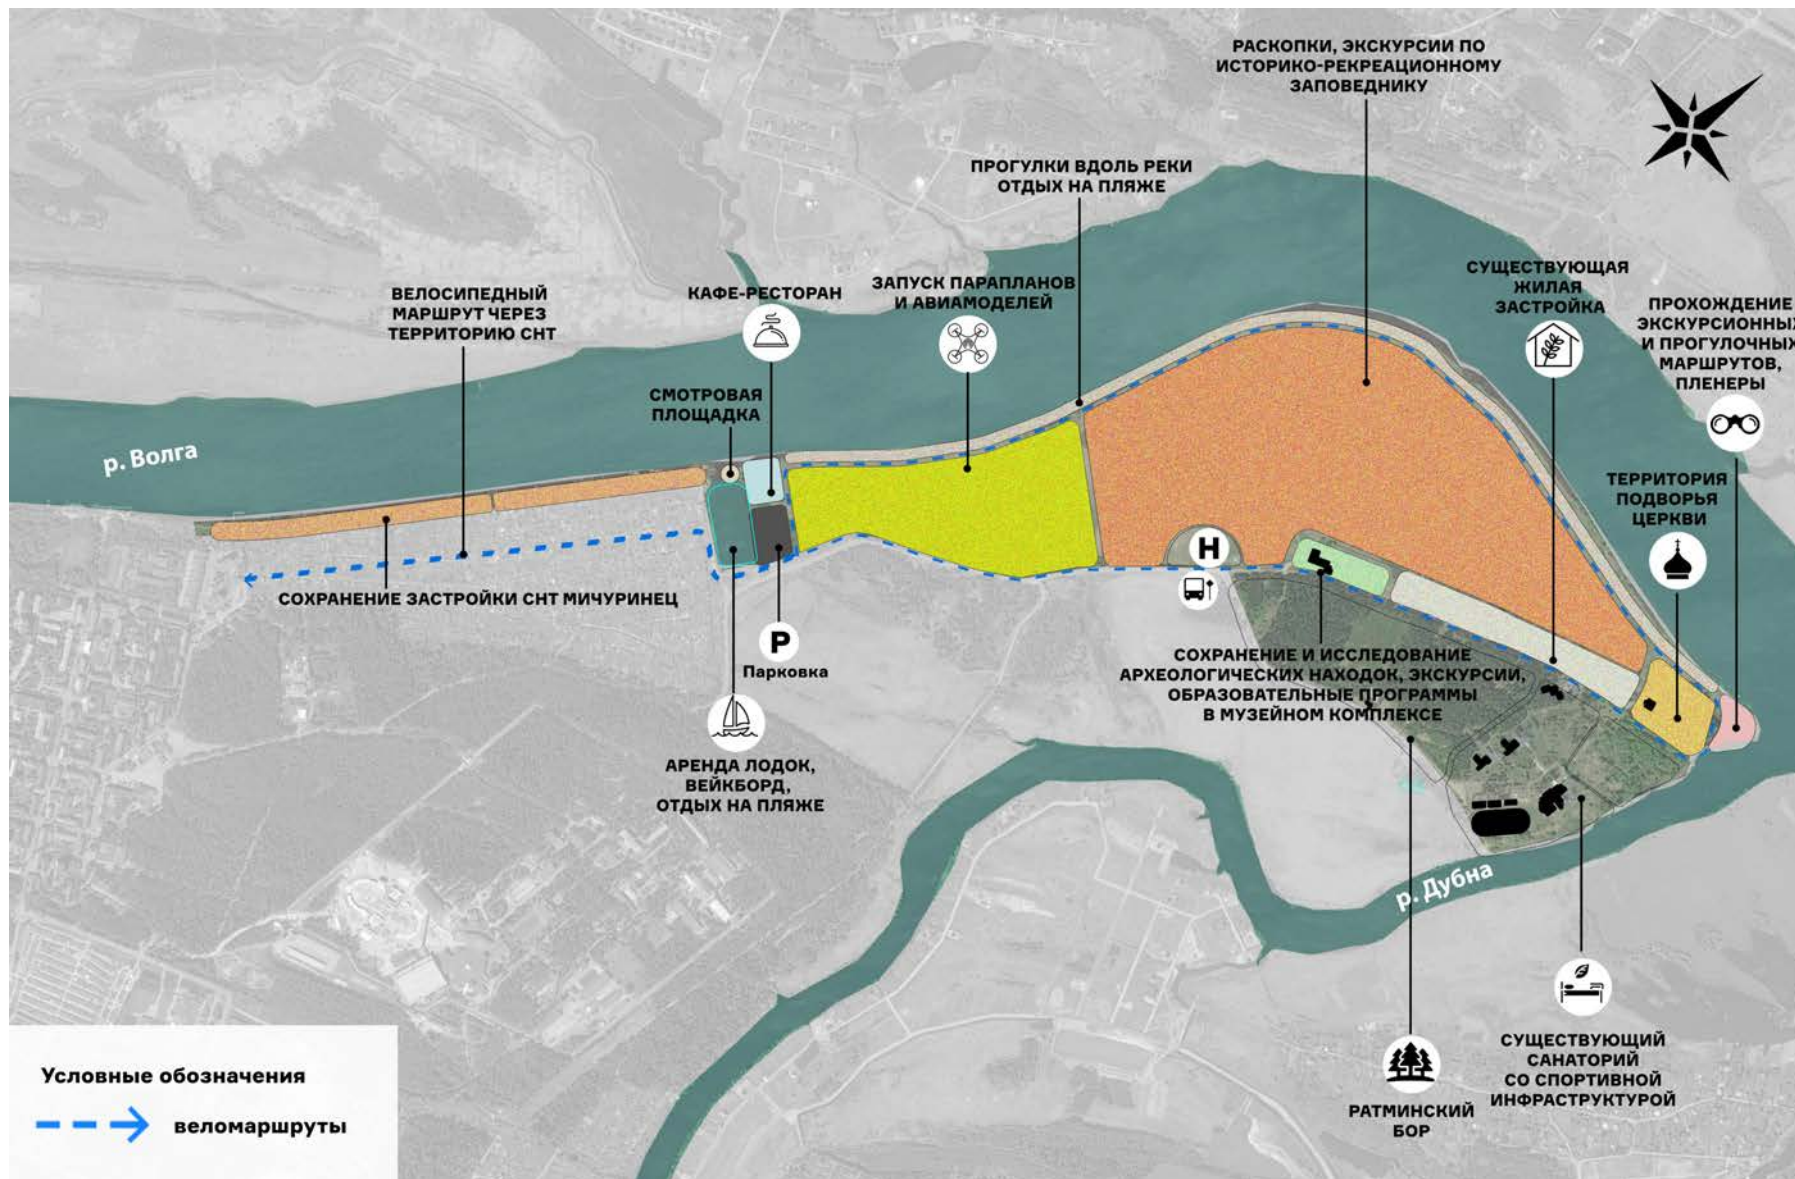 РАСКОПКИ, ЭКСКУРСИИ ПО
ИСТОРИКО-РЕКРЕАЦИОННОМУ
ЗАПОВЕДНИКУ
ПРОГУЛКИ ВДОЛЬ РЕКИ
ОТДЫХ НА ПЛЯЖЕ
СУЩЕСТВУЮЩАЯ
ЖИЛАЯ
ЗАСТРОЙКА
ПРОХОЖДЕНИЕ
ЭКСКУРСИОННЫХ
И ПРОГУЛОЧНЫХ
МАРШРУТОВ,
ПЛЕНЕРЫ
ЗАПУСК ПАРАПЛАНОВ
И АВИАМОДЕЛЕЙ
КАФЕ-РЕСТОРАН
ВЕЛОСИПЕДНЫЙ
МАРШРУТ ЧЕРЕЗ
ТЕРРИТОРИЮ СНТ
СМОТРОВАЯ
ПЛОЩАДКА
р. Волга
ТЕРРИТОРИЯ
ПОДВОРЬЯ
ЦЕРКВИ
H
СОХРАНЕНИЕ ЗАСТРОЙКИ СНТ МИЧУРИНЕЦ
P
Парковка
СОХРАНЕНИЕ И ИССЛЕДОВАНИЕ
АРХЕОЛОГИЧЕСКИХ НАХОДОК, ЭКСКУРСИИ,
ОБРАЗОВАТЕЛЬНЫЕ ПРОГРАММЫ
В МУЗЕЙНОМ КОМПЛЕКСЕ
АРЕНДА ЛОДОК,
ВЕЙКБОРД,
ОТДЫХ НА ПЛЯЖЕ
р. Дубна
СУЩЕСТВУЮЩИЙ
САНАТОРИЙ
СО СПОРТИВНОЙ
ИНФРАСТРУКТУРОЙ
РАТМИНСКИЙ
БОР
Условные обозначения
веломаршруты